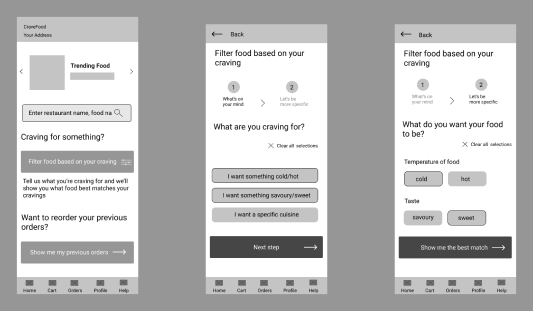 CraveFood
Your Address
Trending Food
Enter restaurant name, food na
Craving for something?
Filter food based on your craving
Tell us what you're craving for and we'll
show you what food best matches your
cravings
Want to reorder your previous
orders?
Show me my previous orders
Home Cart Orders Profile Help
Back
Filter food based on your
craving
1 2
What's on
your mind
Let's be
more specific
What are you craving for?
Clear all selections
I want something cold/hot
I want something savoury/sweet
I want a specific cuisine
Next step
Home Cart Orders Profile Help
Back
Filter food based on your
craving
1 2
What's on
your mind
Let's be
more specific
What do you want your food
to be?
Clear all selections
Temperature of food
cold hot
Taste
savoury sweet
Show me the best match
Home Cart Orders Profile Help